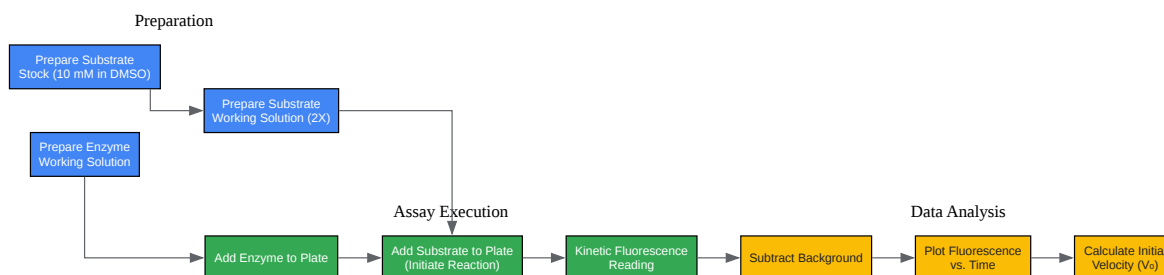 Preparation
Prepare Substrate
Stock (10 mM in DMSO)
Prepare Substrate
Working Solution (2X)
Prepare Enzyme
Working Solution
Assay Execution
Data Analysis
Add Enzyme to Plate
Add Substrate to Plate
(Initiate Reaction)
Kinetic Fluorescence
Reading
Subtract Background
Plot Fluorescence
vs. Time
Calculate Initia
Velocity (V₀)